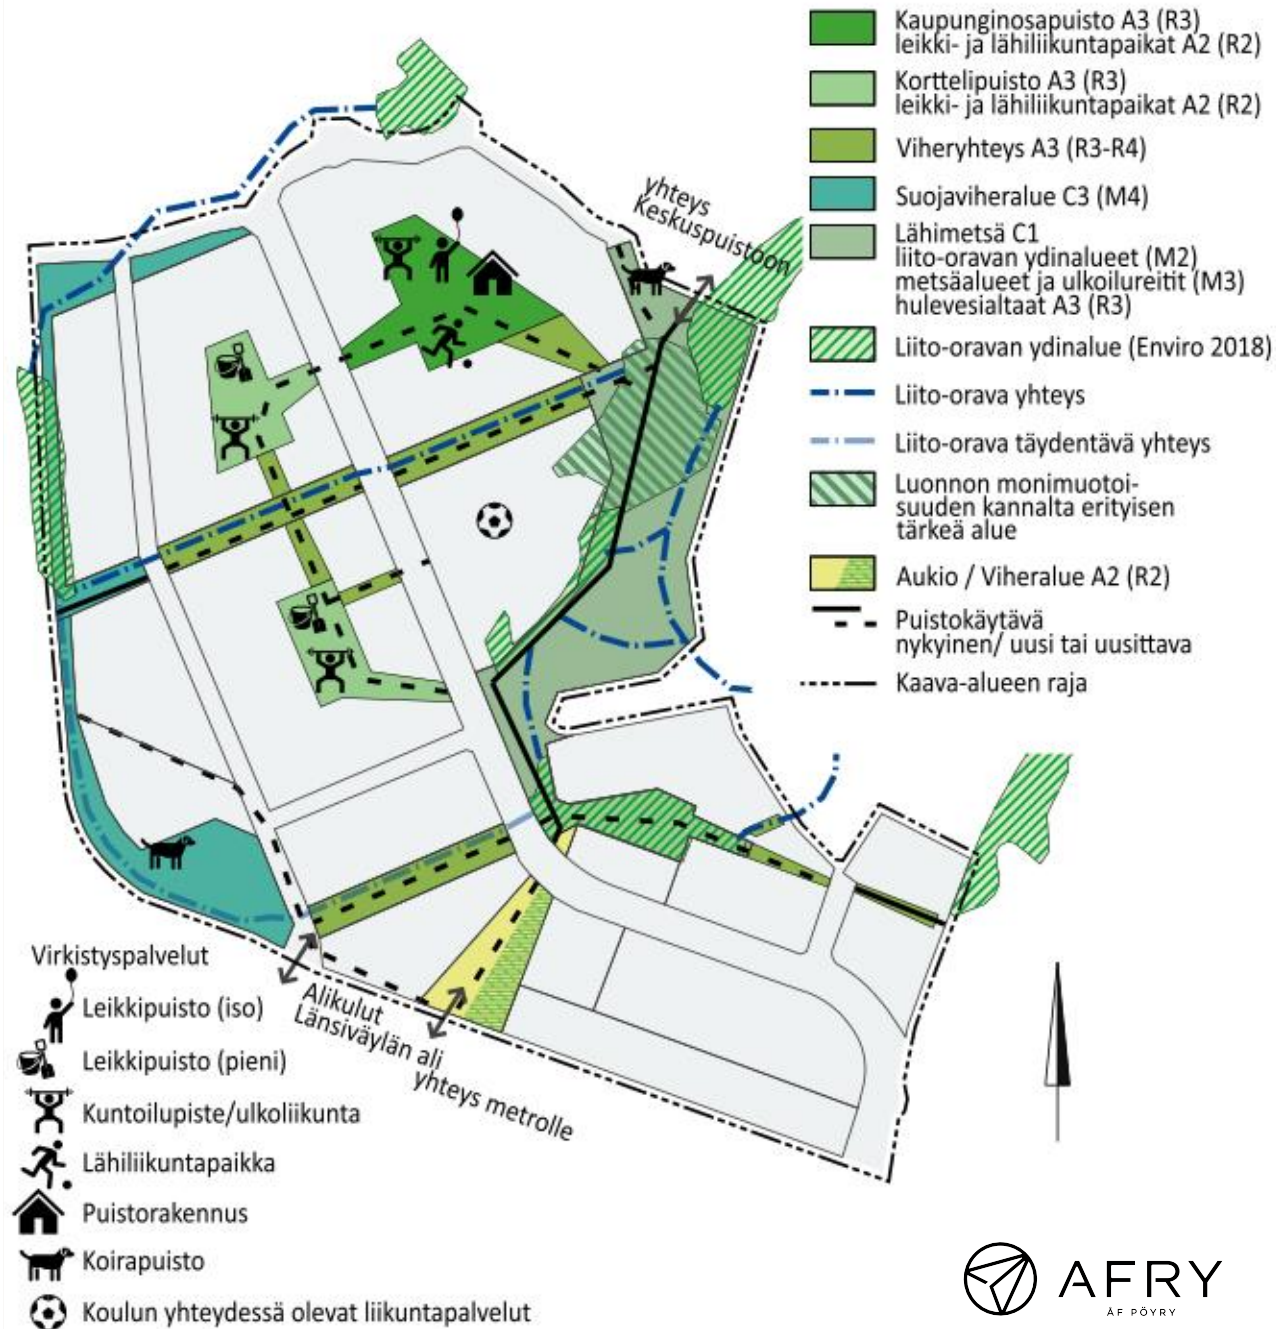 Kaupunginosapuisto A3 (R3)
leikki- ja lähiliikuntapaikat A2 (R2)
Korttelipuisto A3 (R3)
leikki- ja lähiliikuntapaikat A2 (R2)
Viheryhteys A3 (R3-R4)
Suojaviheralue C3 (M4)
Lähimetsä C1
liito-oravan ydinalueet (M2)
metsäalueet ja ulkoilureitit (M3)
hulevesialtaat A3 (R3)
Liito-oravan ydinalue (Enviro 2018)
Liito-orava yhteys
Liito-orava täydentävä yhteys
Luonnon monimuotoi-
suuden kannalta erityisen
tärkeä alue
Aukio / Viheralue A2 (R2)
Puistokäytävä
nykyinen/ uusi tai uusittava
Kaava-alueen raja
yhteys
Keskuspuistoon
Alikulut
Länsiväylän ali
yhteys metrolle
Virkistyspalvelut
Leikkipuisto (iso)
Leikkipuisto (pieni)
Kuntoilupiste/ulkoliikunta
Lähiliikuntapaikka
Puistorakennus
Koirapuisto
Koulun yhteydessä olevat liikuntapalvelut
AFRY
ÅF PÖYRY